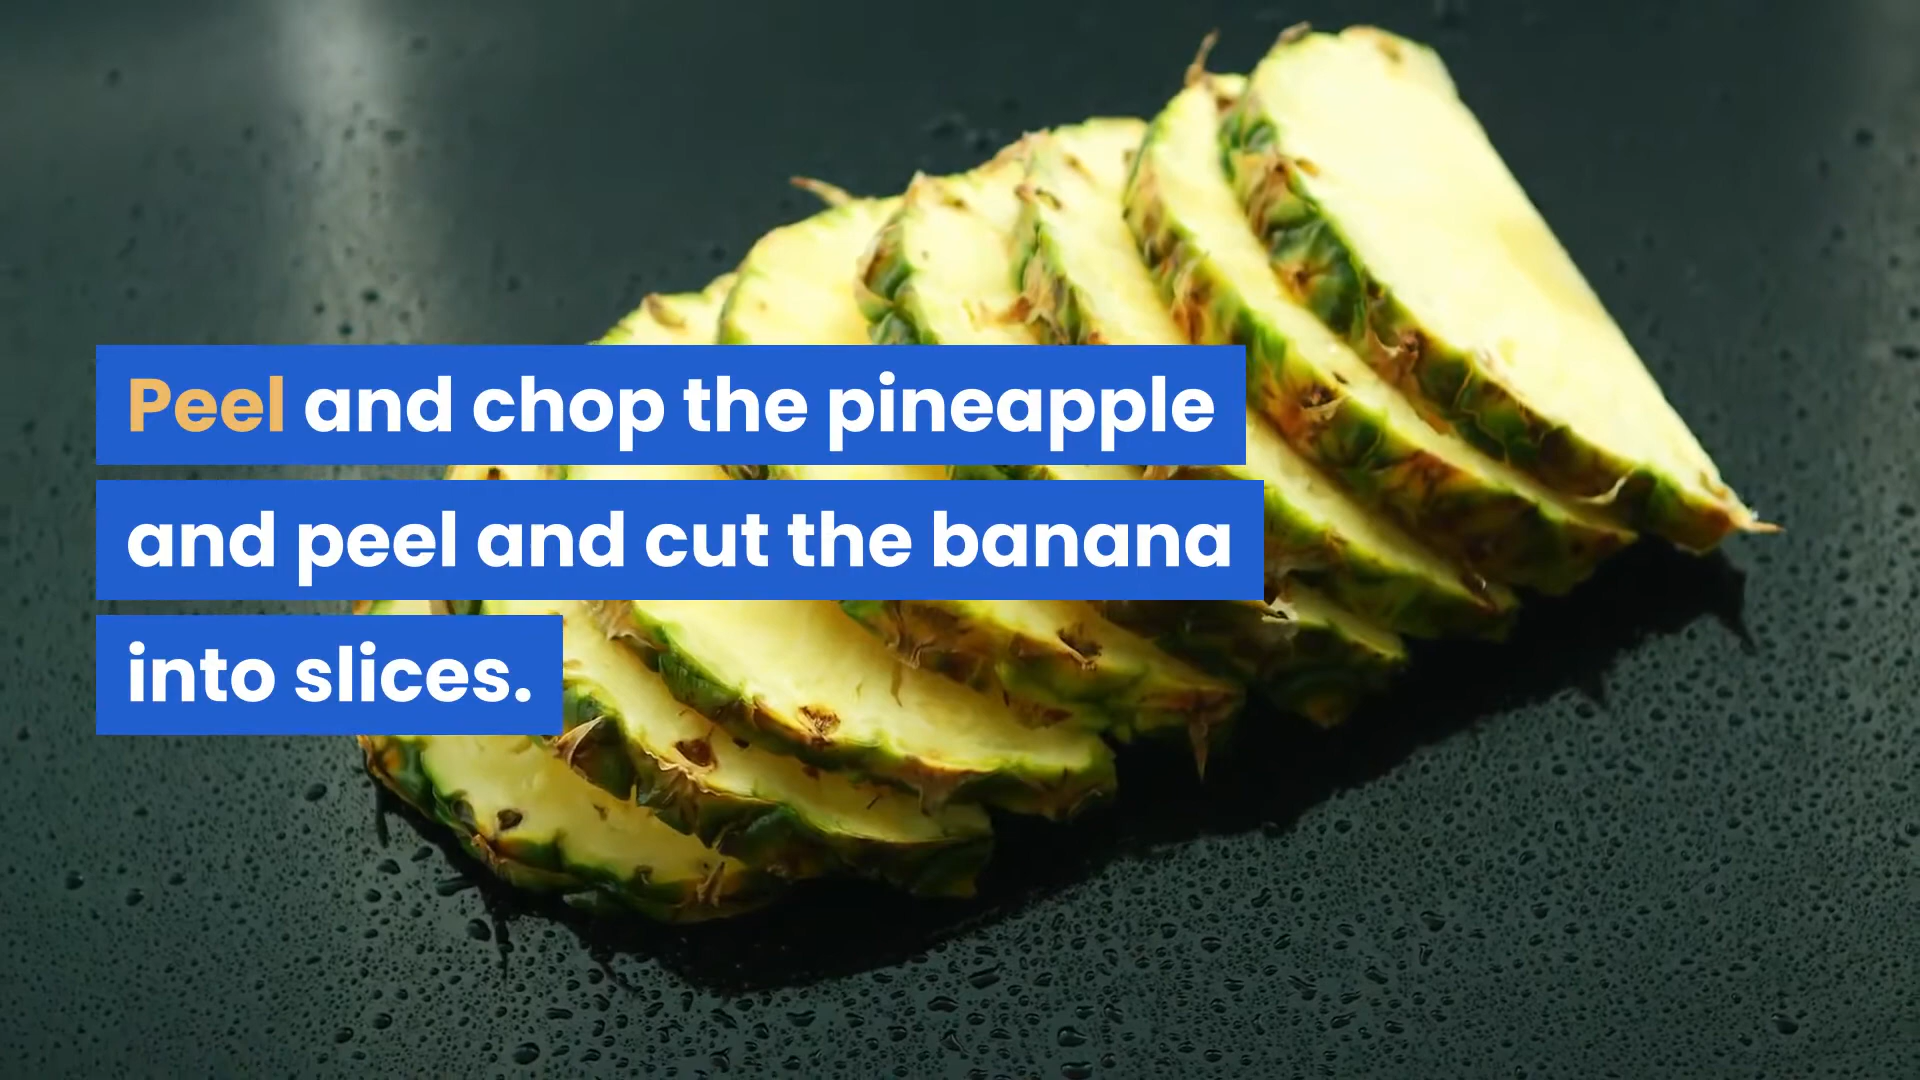 Peel and chop the pineapple
and peel and cut the banana
into slices.